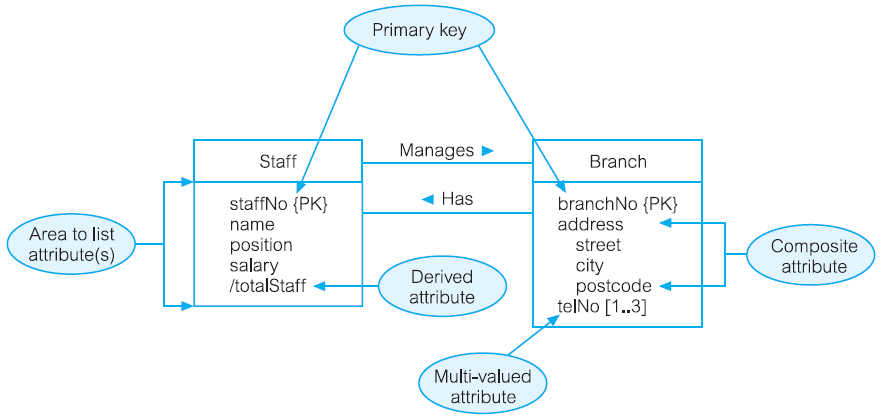 Primary key
Staff
Manages ►
Branch
◄ Has
staffNo {PK}
name
position
salary
/totalStaff
branchNo {PK}
address
street
city
postcode
telNo [1..3]
Area to list
attribute(s)
Derived
attribute
Composite
attribute
Multi-valued
attribute